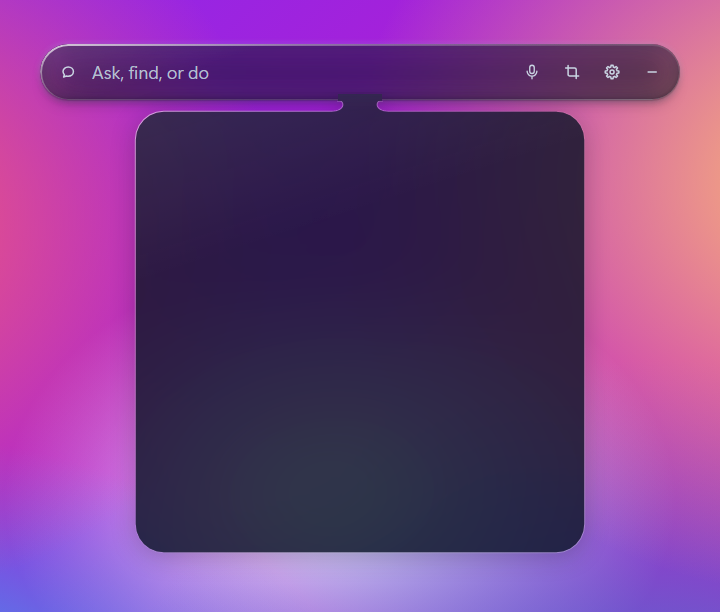 Ask, find, or do